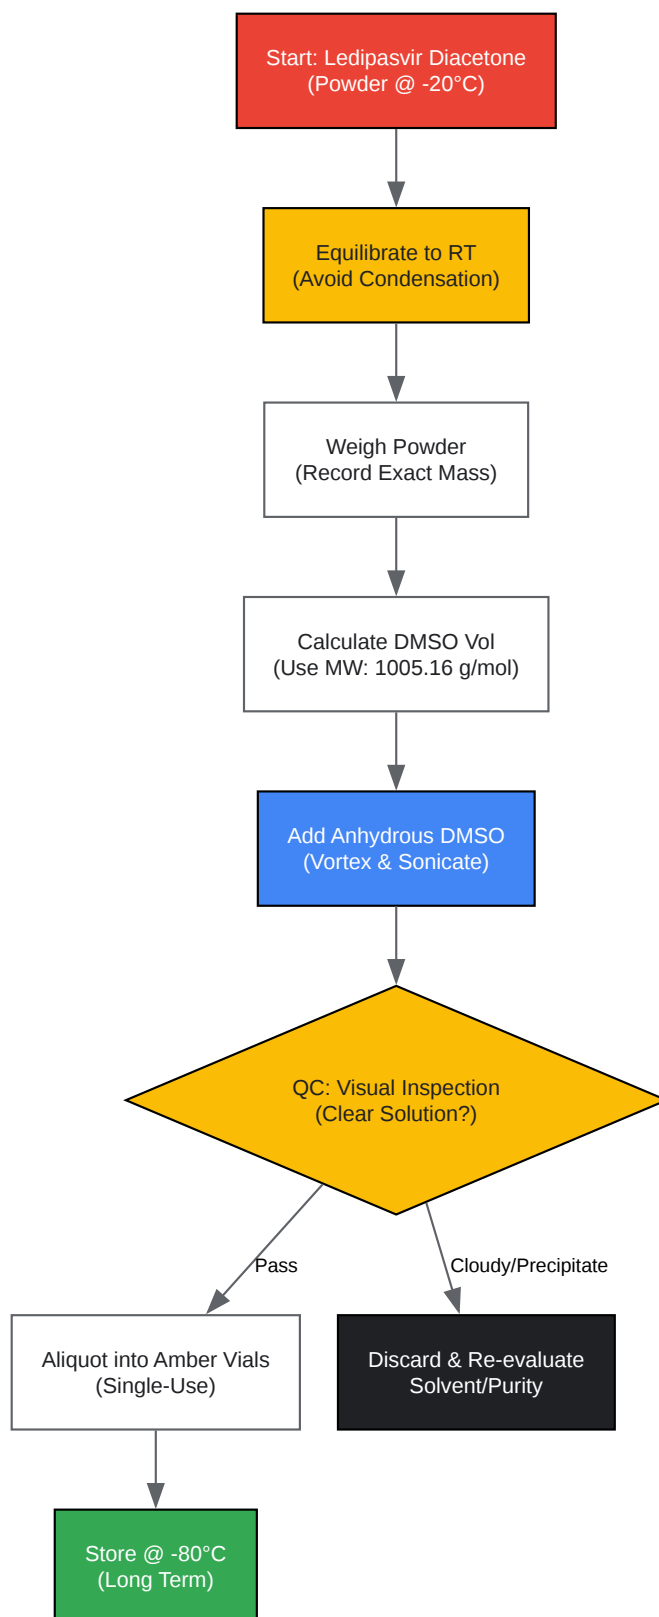 Start: Ledipasvir Diacetone
(Powder @ -20°C)
Equilibrate to RT
(Avoid Condensation)
Weigh Powder
(Record Exact Mass)
Calculate DMSO Vol
(Use MW: 1005.16 g/mol)
Add Anhydrous DMSO
(Vortex & Sonicate)
QC: Visual Inspection
(Clear Solution?)
Pass
Cloudy/Precipitate
Aliquot into Amber Vials
(Single-Use)
Discard & Re-evaluate
Solvent/Purity
Store @ -80°C
(Long Term)